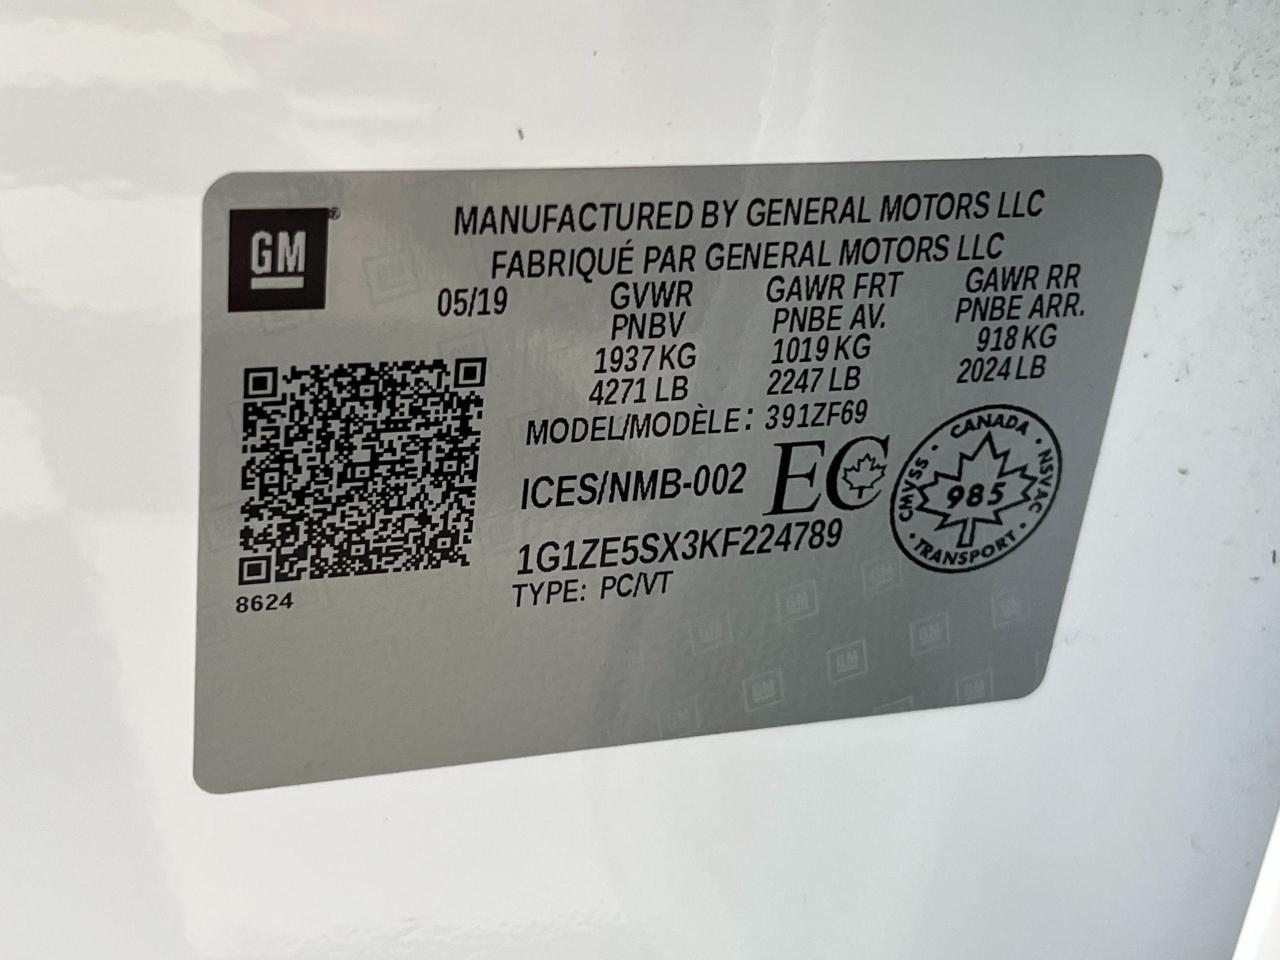 GM®
MANUFACTURED BY GENERAL MOTORS LLC
FABRIQUÉ PAR GENERAL MOTORS LLC
05/19
GVWR GAWR FRT GAWR RR
PNBV PNBE AV. PNBE ARR.
1937 KG 1019 KG 918 KG
4271 LB 2247 LB 2024 LB
MODEL/MODÈLE: 391ZF69
ICES/NMB-002 EC
CANADA · NSVAC · TRANSPORT · CMVSS ·
985
1G1ZE5SX3KF224789
TYPE: PC/VT
8624